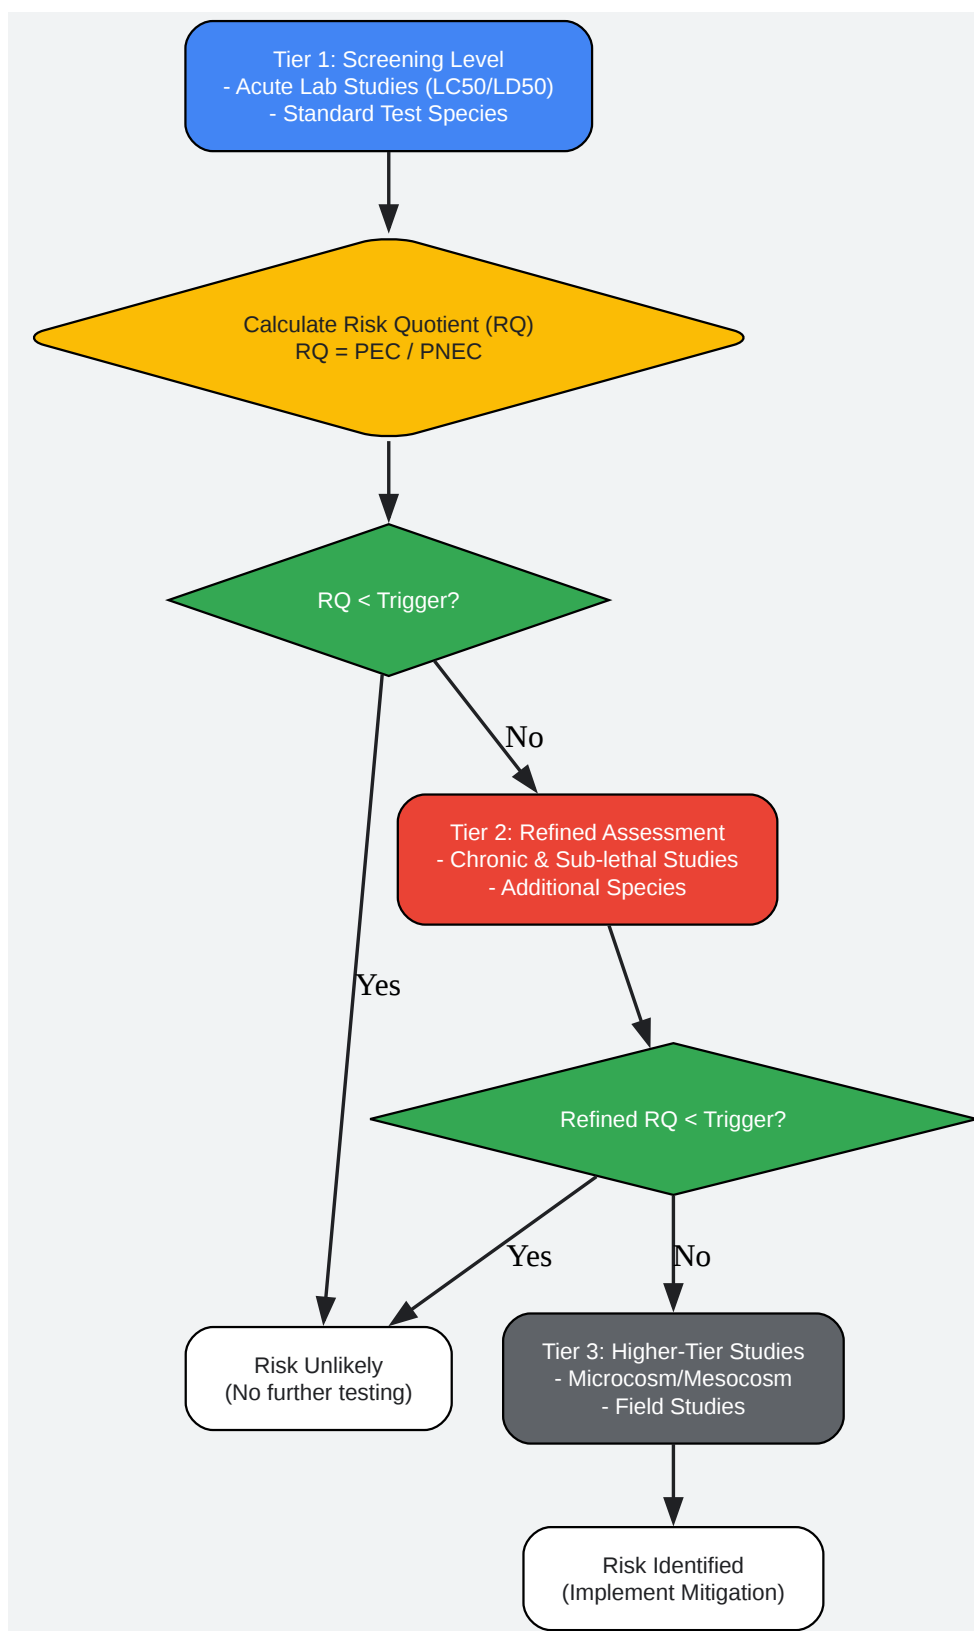 Tier 1: Screening Level
- Acute Lab Studies (LC50/LD50)
- Standard Test Species
Calculate Risk Quotient (RQ)
RQ = PEC / PNEC
RQ < Trigger?
No
Tier 2: Refined Assessment
- Chronic & Sub-lethal Studies
- Additional Species
Yes
Refined RQ < Trigger?
Yes
No
Risk Unlikely
(No further testing)
Tier 3: Higher-Tier Studies
- Microcosm/Mesocosm
- Field Studies
Risk Identified
(Implement Mitigation)